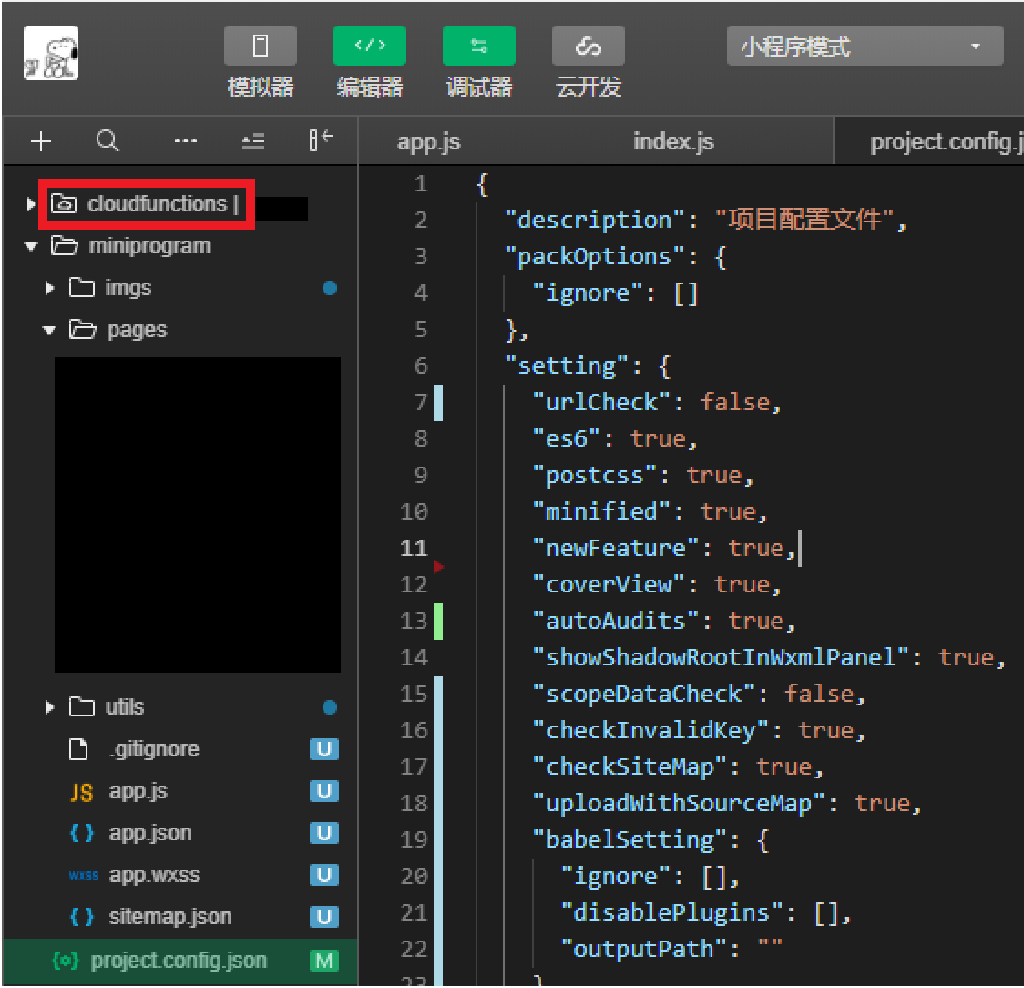 模拟器 编辑器 调试器 云开发 小程序模式
app.js index.js project.config.j
cloudfunctions |
miniprogram
imgs
pages
utils
.gitignore U
JS app.js U
{ } app.json U
wxss app.wxss U
{ } sitemap.json U
{o} project.config.json M
1 {
2 "description": "项目配置文件",
3 "packOptions": {
4 "ignore": []
5 },
6 "setting": {
7 "urlCheck": false,
8 "es6": true,
9 "postcss": true,
10 "minified": true,
11 "newFeature": true,
12 "coverView": true,
13 "autoAudits": true,
14 "showShadowRootInWxmlPanel": true,
15 "scopeDataCheck": false,
16 "checkInvalidKey": true,
17 "checkSiteMap": true,
18 "uploadWithSourceMap": true,
19 "babelSetting": {
20 "ignore": [],
21 "disablePlugins": [],
22 "outputPath": ""
23 }